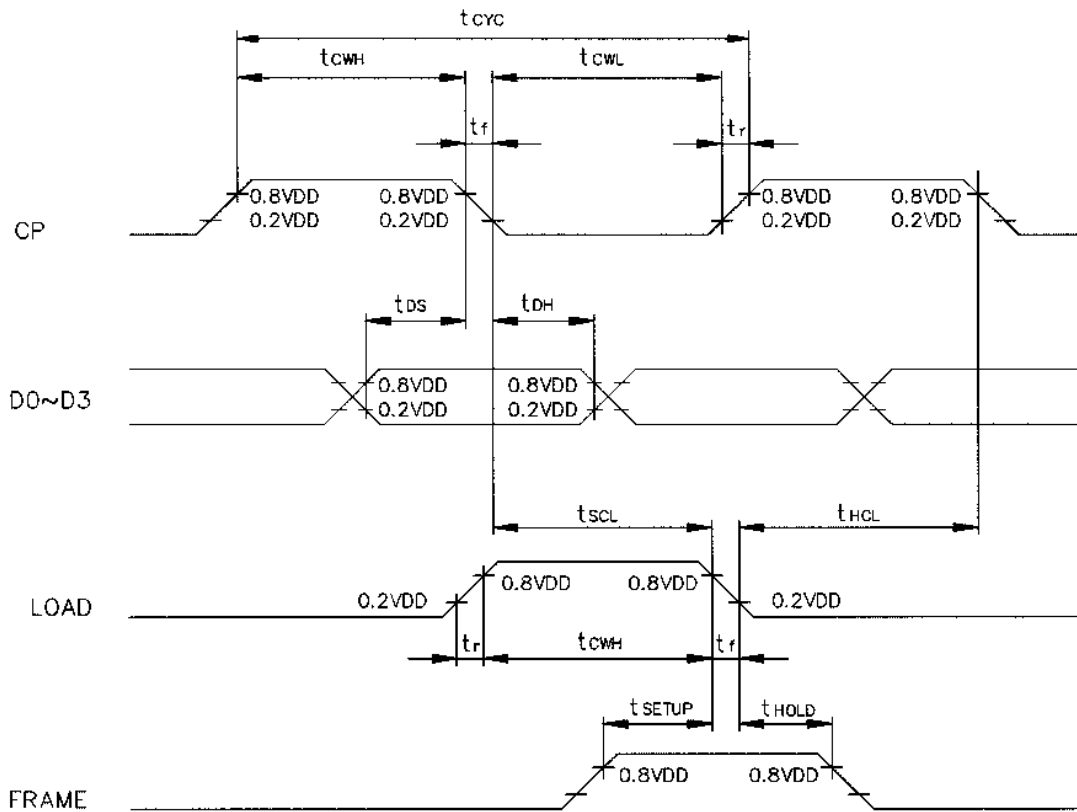 tCYC
tCWH tCWL
tf tr
0.8VDD 0.8VDD 0.8VDD 0.8VDD
CP 0.2VDD 0.2VDD 0.2VDD 0.2VDD
tDS tDH
0.8VDD 0.8VDD
D0~D3 0.2VDD 0.2VDD
tSCL tHCL
0.8VDD 0.8VDD
LOAD 0.2VDD 0.2VDD
tr tCWH tf
tSETUP tHOLD
0.8VDD 0.8VDD
FRAME